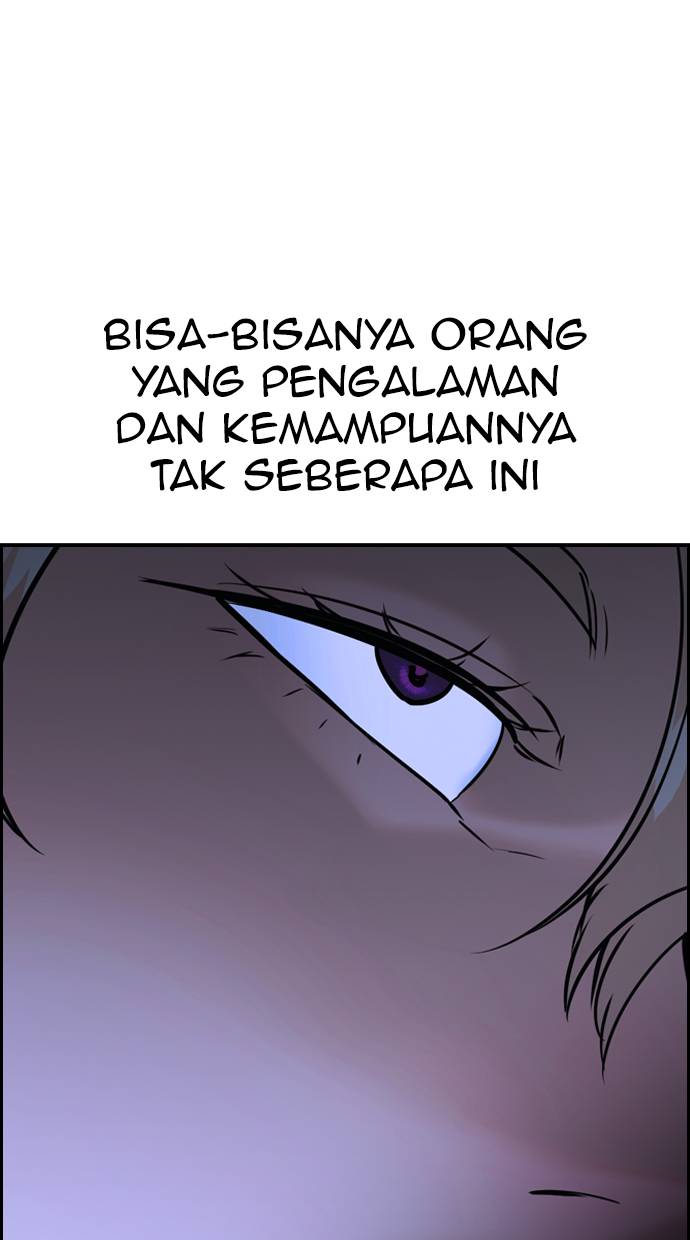 BISA-BISANYA ORANG
YANG PENGALAMAN
DAN KEMAMPUANNYA
TAK SEBERAPA INI